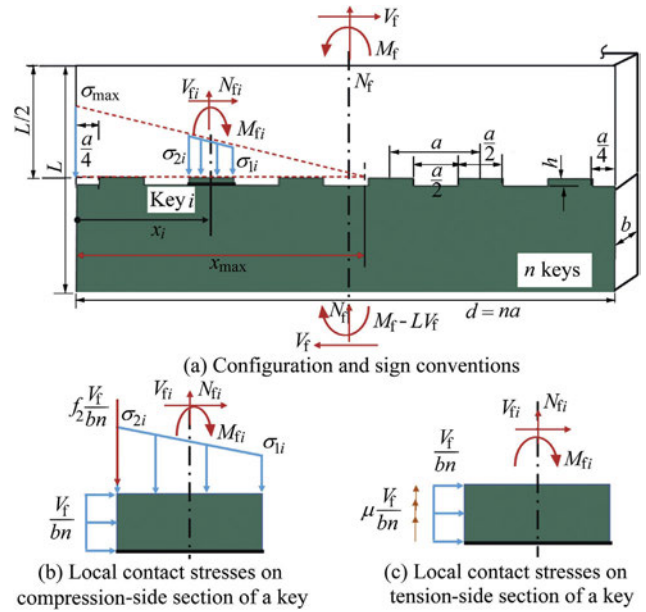 V_f
M_f
N_f
L/2
L
σ_max
a/4
V_fi
N_fi
M_fi
σ_2i
σ_1i
a
a/2
a/2
h
a/4
b
Key i
x_i
x_max
n keys
d = na
N_f
M_f − LV_f
V_f
(a) Configuration and sign conventions
f_2 V_f/bn
σ_2i
V_fi
N_fi
M_fi
σ_1i
V_f/bn
(b) Local contact stresses on
compression-side section of a key
V_fi
N_fi
M_fi
V_f/bn
μ V_f/bn
(c) Local contact stresses on
tension-side section of a key